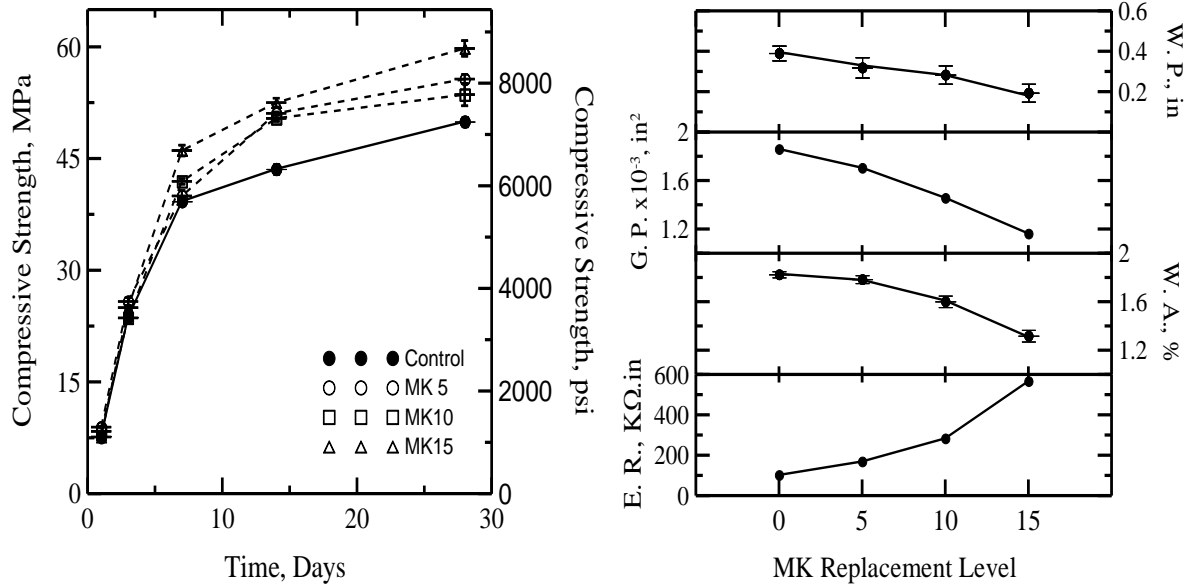 60
45
30
15
0
Compressive Strength, MPa
8000
6000
4000
2000
0
Compressive Strength, psi
Control
MK 5
MK10
MK15
0
10
20
30
Time, Days
0.6
0.4
0.2
W. P., in
2
1.6
1.2
G. P. x10⁻³, in²
2
1.6
1.2
W. A., %
600
400
200
0
E. R., KΩ.in
0
5
10
15
MK Replacement Level